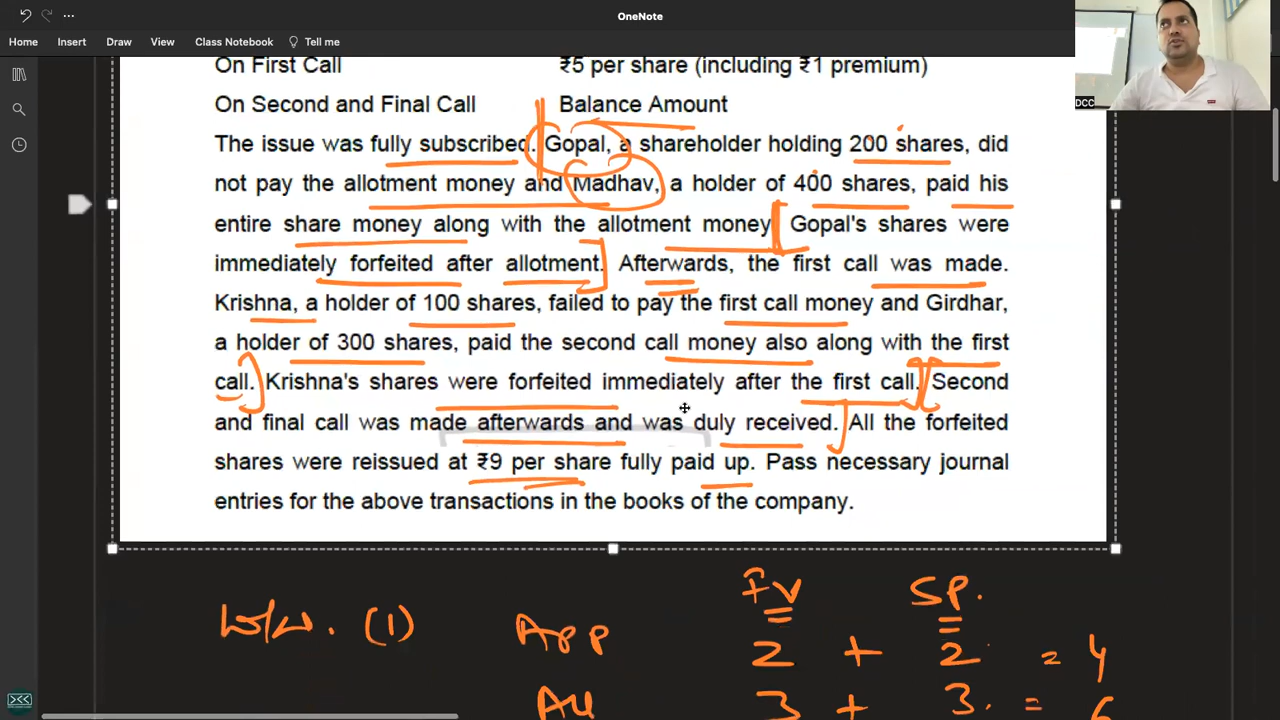 OneNote
Home Insert Draw View Class Notebook Tell me
DCC
On First Call ₹5 per share (including ₹1 premium)
On Second and Final Call Balance Amount
The issue was fully subscribed. Gopal, a shareholder holding 200 shares, did
not pay the allotment money and Madhav, a holder of 400 shares, paid his
entire share money along with the allotment money. Gopal's shares were
immediately forfeited after allotment. Afterwards, the first call was made.
Krishna, a holder of 100 shares, failed to pay the first call money and Girdhar,
a holder of 300 shares, paid the second call money also along with the first
call. Krishna's shares were forfeited immediately after the first call. Second
and final call was made afterwards and was duly received. All the forfeited
shares were reissued at ₹9 per share fully paid up. Pass necessary journal
entries for the above transactions in the books of the company.
FV SP.
W/N. (1) App 2 + 2 = 4
All 3 + 3. = 6
DCC